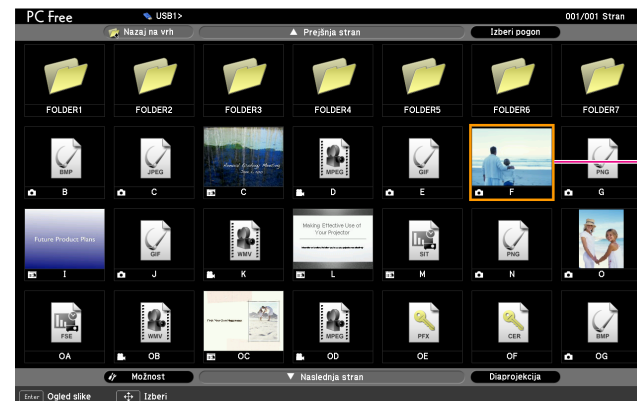 PC Free USB1> 001/001 Stran
Nazaj na vrh Prejšnja stran Izberi pogon
FOLDER1 FOLDER2 FOLDER3 FOLDER4 FOLDER5 FOLDER6 FOLDER7
BMP JPEG MPEG GIF PNG
B C C D E F G
Future Product Plans GIF WMV Making Effective Use of
Your Projector SIT PNG
I J K L M N O
FSE WMV MPEG PFX CER BMP
OA OB OC OD OE OF OG
Možnost Naslednja stran Diaprojekcija
Enter Ogled slike Izberi